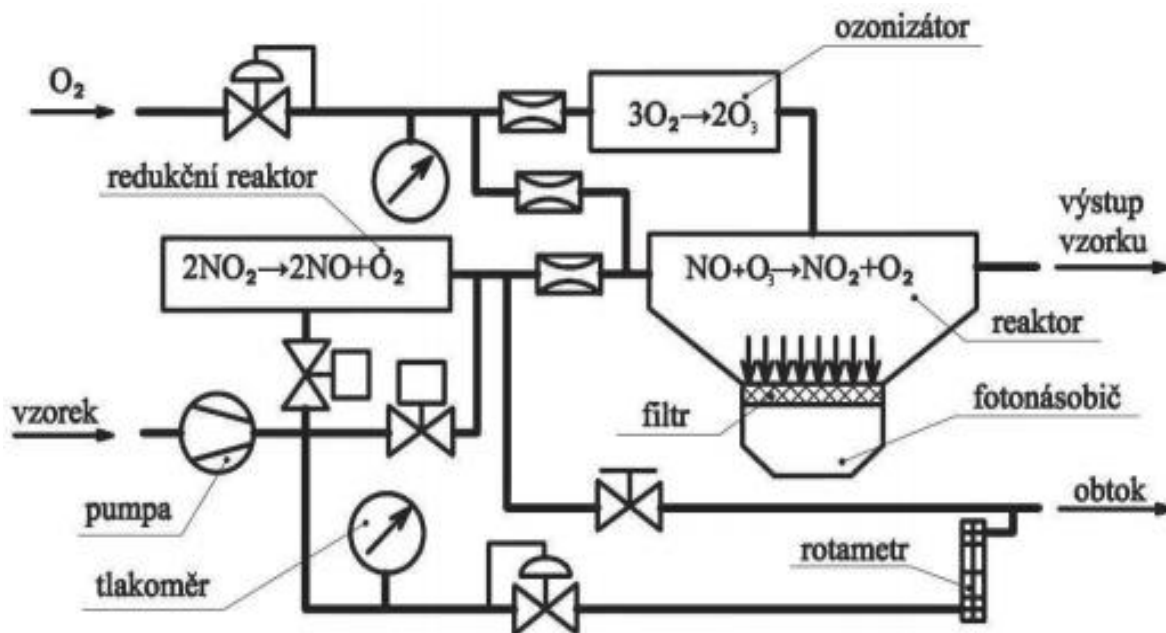 ozonizátor
O₂
3O₂→2O₃
redukční reaktor
výstup
vzorku
2NO₂→2NO+O₂
NO+O₃→NO₂+O₂
reaktor
vzorek
filtr
fotonásobič
pumpa
obtok
tlakoměr
rotametr